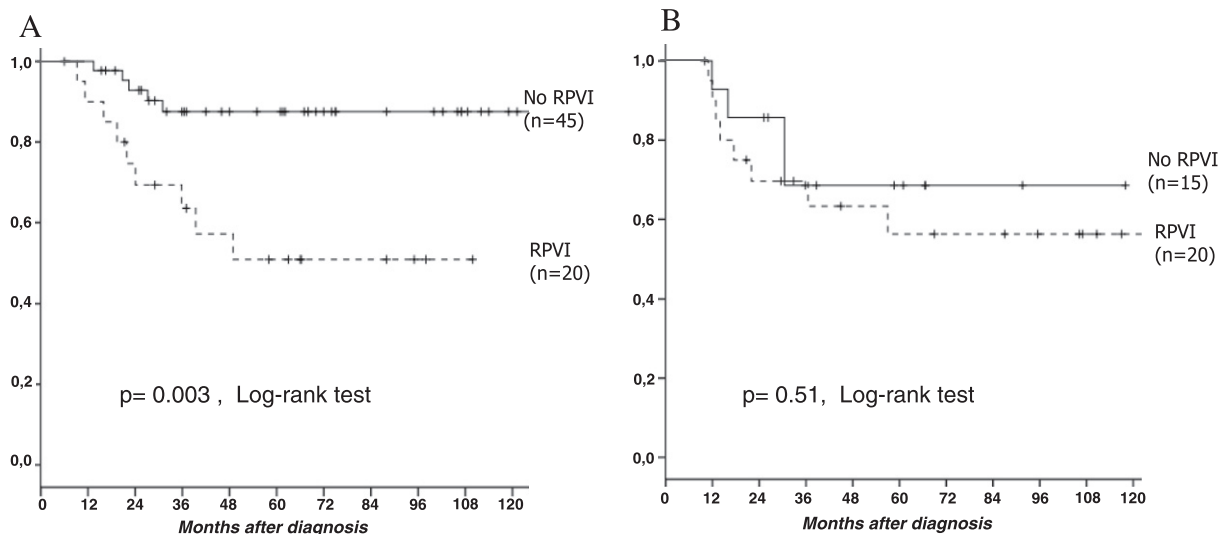 A
1,0
0,8
0,6
0,4
0,2
0,0
0 12 24 36 48 60 72 84 96 108 120
Months after diagnosis
No RPVI
(n=45)
RPVI
(n=20)
p= 0.003 , Log-rank test
B
1,0
0,8
0,6
0,4
0,2
0,0
0 12 24 36 48 60 72 84 96 108 120
Months after diagnosis
No RPVI
(n=15)
RPVI
(n=20)
p= 0.51, Log-rank test